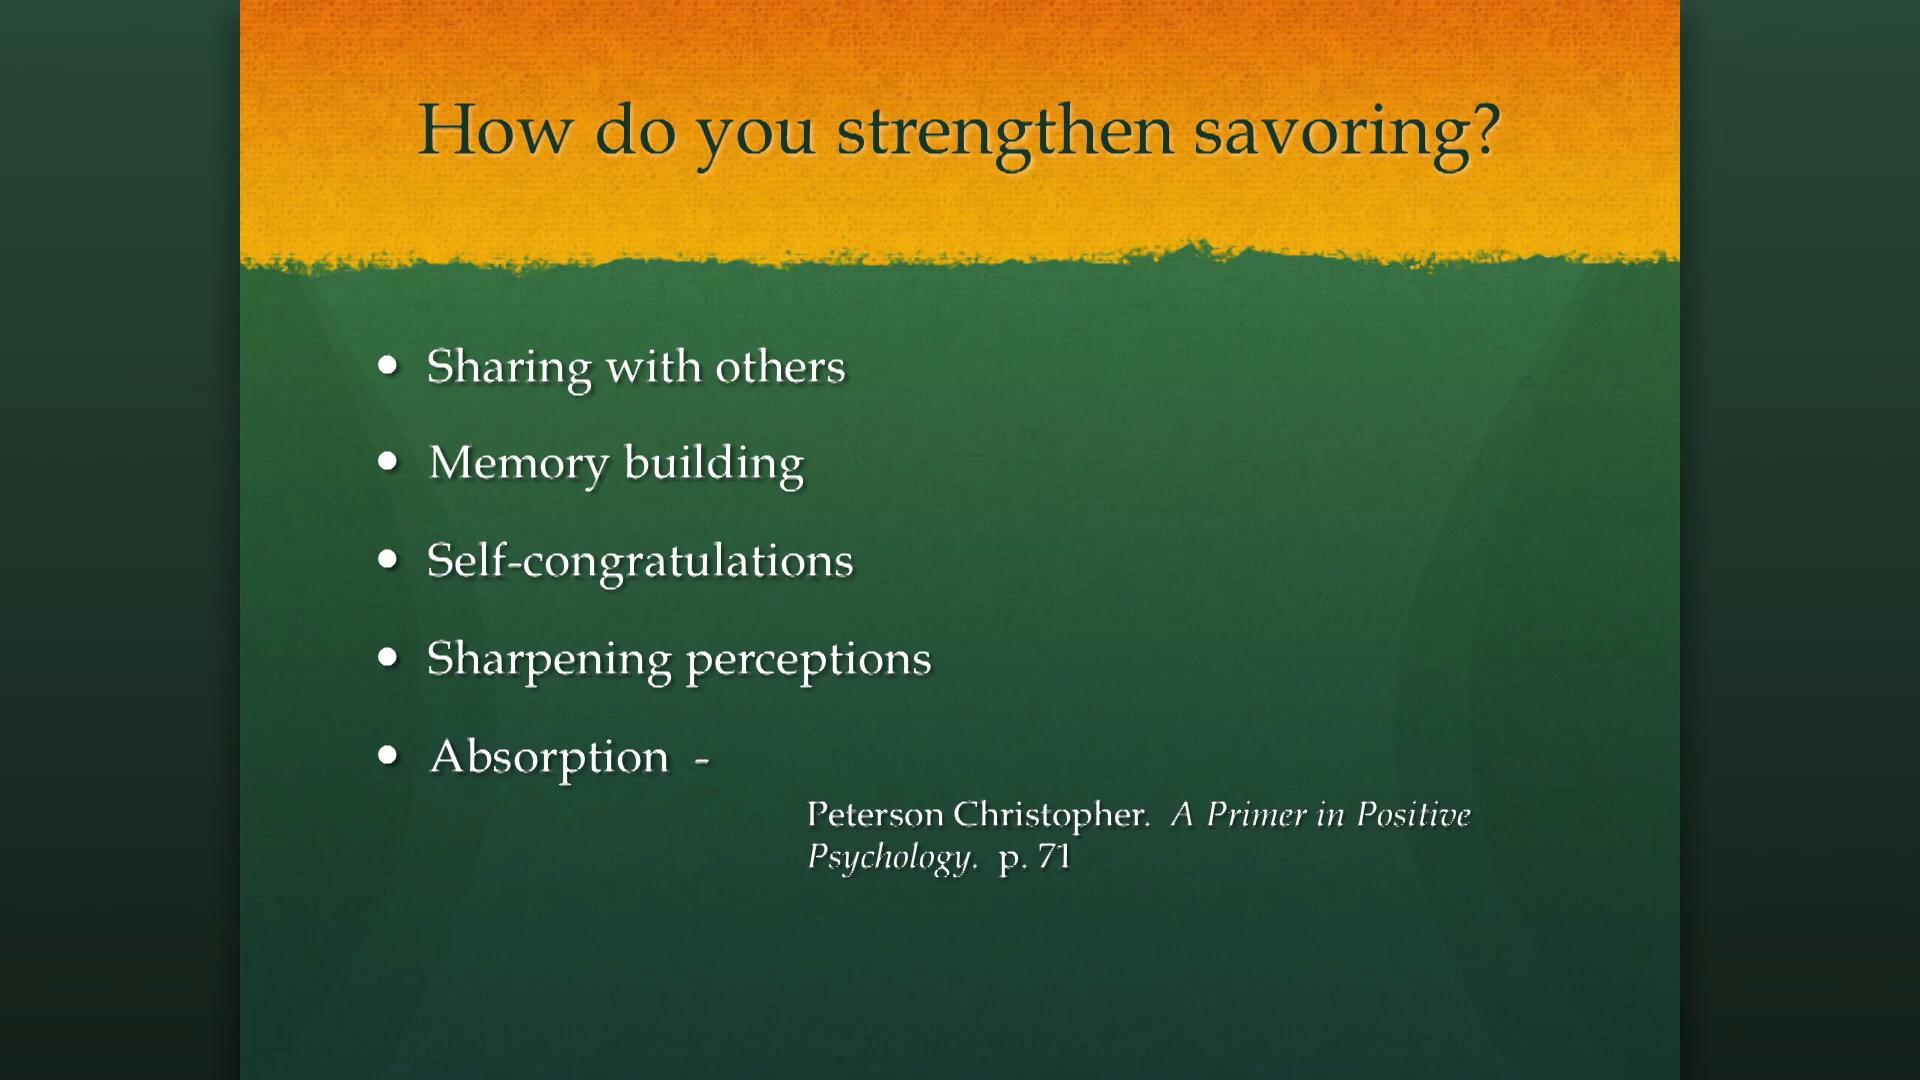 How do you strengthen savoring?
• Sharing with others
• Memory building
• Self-congratulations
• Sharpening perceptions
• Absorption -
Peterson Christopher. A Primer in Positive
Psychology. p. 71